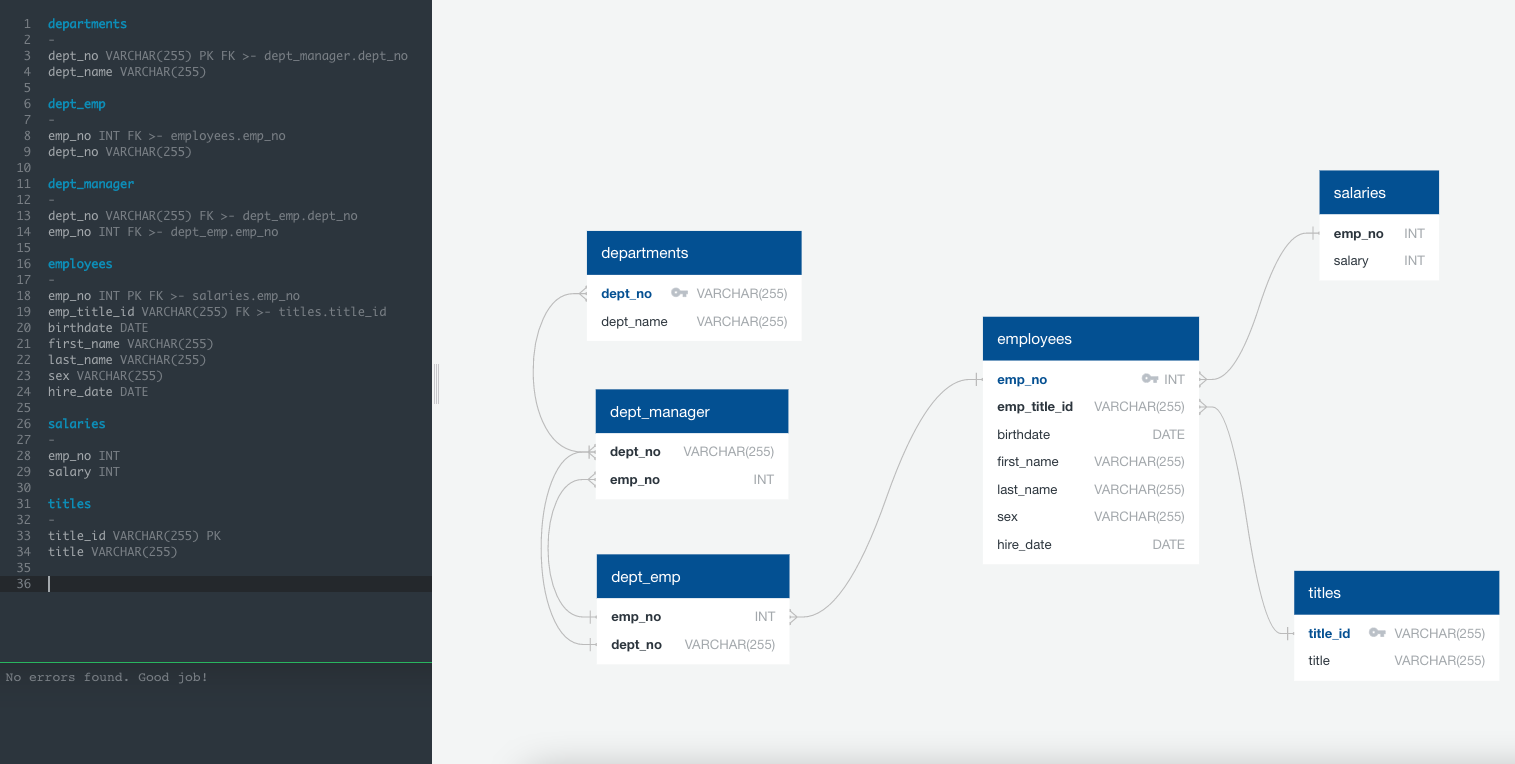 1 departments
2 -
3 dept_no VARCHAR(255) PK FK >- dept_manager.dept_no
4 dept_name VARCHAR(255)
5
6 dept_emp
7 -
8 emp_no INT FK >- employees.emp_no
9 dept_no VARCHAR(255)
10
11 dept_manager
12 -
13 dept_no VARCHAR(255) FK >- dept_emp.dept_no
14 emp_no INT FK >- dept_emp.emp_no
15
16 employees
17 -
18 emp_no INT PK FK >- salaries.emp_no
19 emp_title_id VARCHAR(255) FK >- titles.title_id
20 birthdate DATE
21 first_name VARCHAR(255)
22 last_name VARCHAR(255)
23 sex VARCHAR(255)
24 hire_date DATE
25
26 salaries
27 -
28 emp_no INT
29 salary INT
30
31 titles
32 -
33 title_id VARCHAR(255) PK
34 title VARCHAR(255)
35
36
No errors found. Good job!
departments
dept_no VARCHAR(255)
dept_name VARCHAR(255)
dept_manager
dept_no VARCHAR(255)
emp_no INT
dept_emp
emp_no INT
dept_no VARCHAR(255)
employees
emp_no INT
emp_title_id VARCHAR(255)
birthdate DATE
first_name VARCHAR(255)
last_name VARCHAR(255)
sex VARCHAR(255)
hire_date DATE
salaries
emp_no INT
salary INT
titles
title_id VARCHAR(255)
title VARCHAR(255)